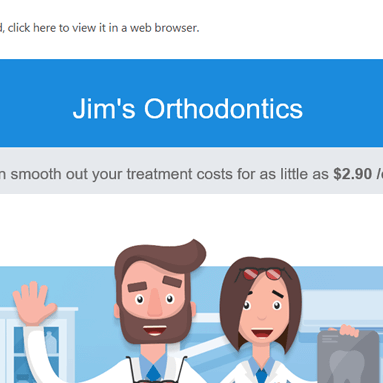 , click here to view it in a web browser.
Jim's Orthodontics
smooth out your treatment costs for as little as $2.90 /